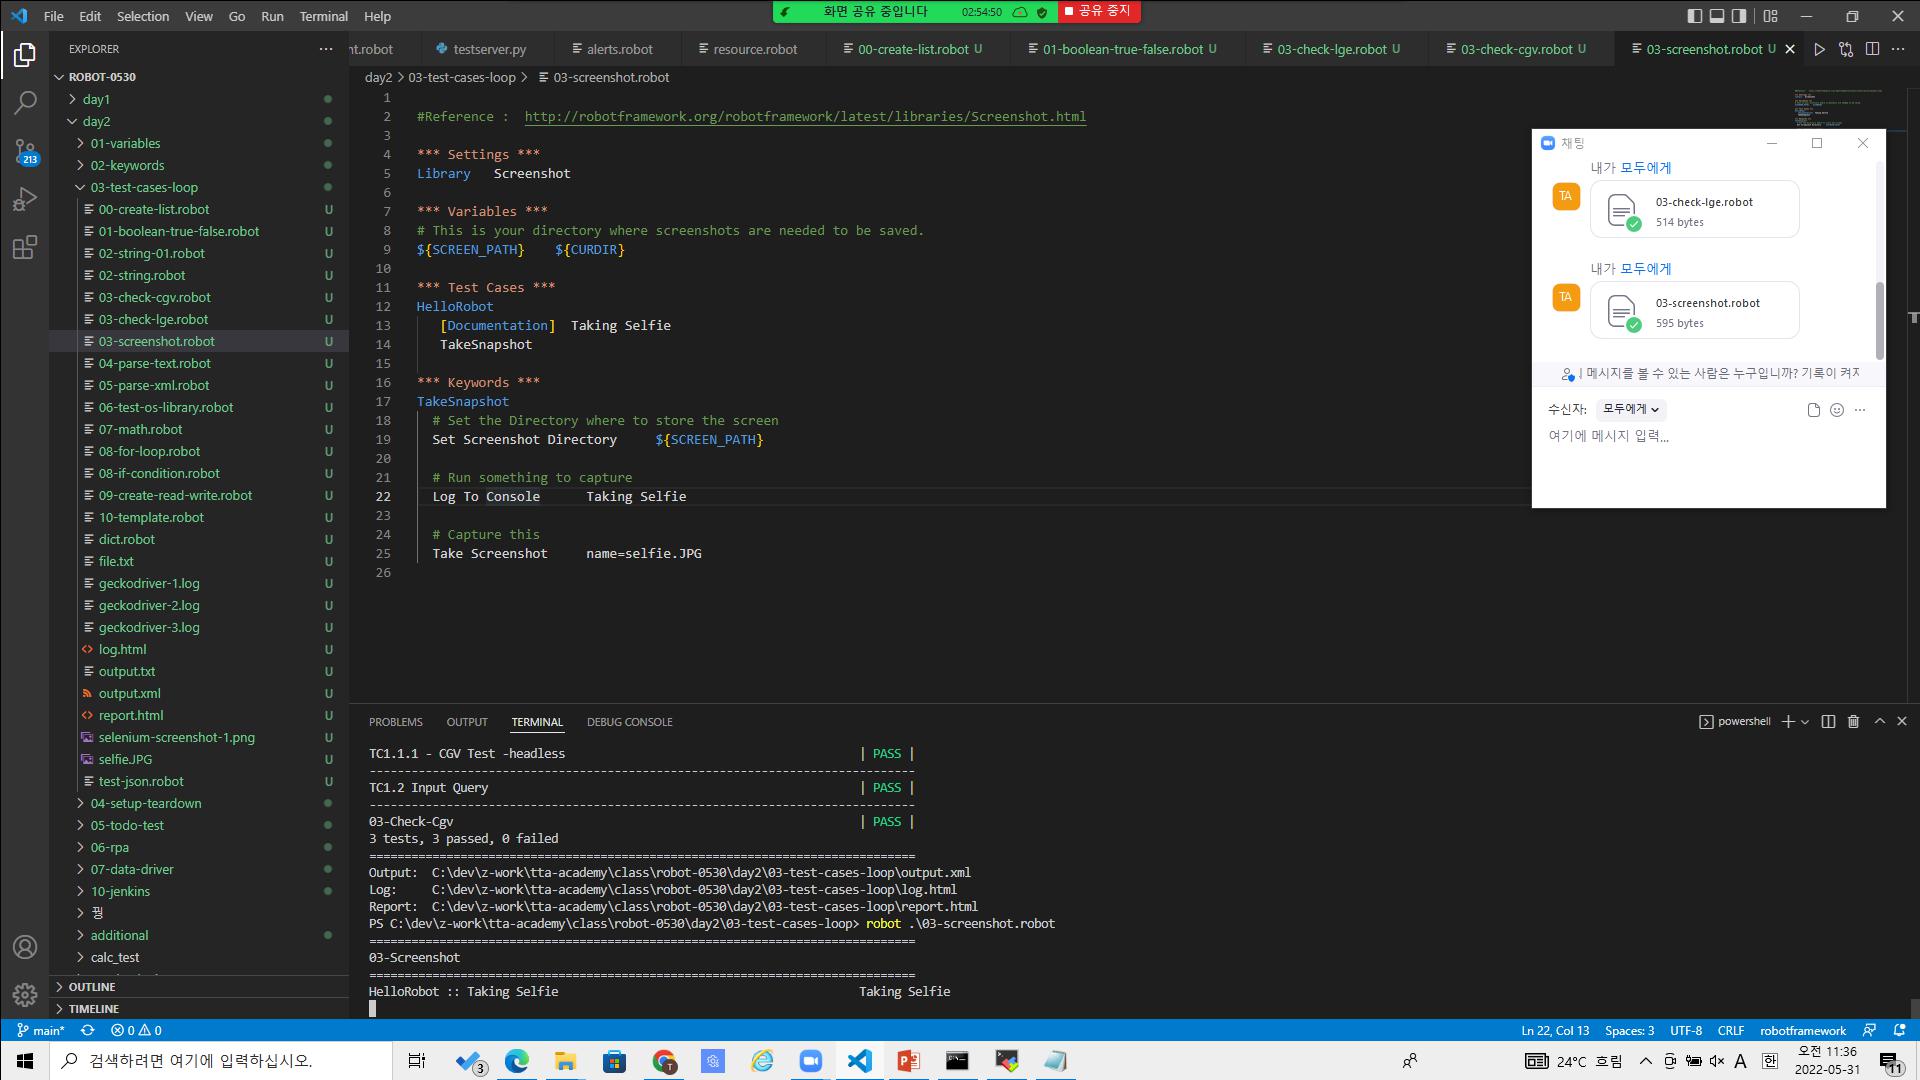 화면 공유 중입니다 02:54:50 공유 중지
File Edit Selection View Go Run Terminal Help
EXPLORER
nt.robot testserver.py alerts.robot resource.robot 00-create-list.robot U 01-boolean-true-false.robot U 03-check-lge.robot U 03-check-cgv.robot U 03-screenshot.robot U
day2 > 03-test-cases-loop > 03-screenshot.robot
ROBOT-0530
day1
day2
01-variables
213
02-keywords
03-test-cases-loop
00-create-list.robot U
01-boolean-true-false.robot U
02-string-01.robot U
02-string.robot U
03-check-cgv.robot U
03-check-lge.robot U
03-screenshot.robot U
04-parse-text.robot U
05-parse-xml.robot U
06-test-os-library.robot U
07-math.robot U
08-for-loop.robot U
08-if-condition.robot U
09-create-read-write.robot U
10-template.robot U
dict.robot U
file.txt U
geckodriver-1.log U
geckodriver-2.log U
geckodriver-3.log U
log.html U
output.txt U
output.xml U
report.html U
selenium-screenshot-1.png U
selfie.JPG U
test-json.robot U
04-setup-teardown
05-todo-test
06-rpa
07-data-driver
10-jenkins
additional
calc_test
OUTLINE
TIMELINE
1
2 #Reference : http://robotframework.org/robotframework/latest/libraries/Screenshot.html
3
4 *** Settings ***
5 Library Screenshot
6
7 *** Variables ***
8 # This is your directory where screenshots are needed to be saved.
9 ${SCREEN_PATH} ${CURDIR}
10
11 *** Test Cases ***
12 HelloRobot
13 [Documentation] Taking Selfie
14 TakeSnapshot
15
16 *** Keywords ***
17 TakeSnapshot
18 # Set the Directory where to store the screen
19 Set Screenshot Directory ${SCREEN_PATH}
20
21 # Run something to capture
22 Log To Console Taking Selfie
23
24 # Capture this
25 Take Screenshot name=selfie.JPG
26
채팅
내가 모두에게
TA
03-check-lge.robot
514 bytes
내가 모두에게
TA
03-screenshot.robot
595 bytes
메시지를 볼 수 있는 사람은 누구입니까? 기록이 켜져
수신자: 모두에게
여기에 메시지 입력...
PROBLEMS OUTPUT TERMINAL DEBUG CONSOLE powershell
TC1.1.1 - CGV Test -headless | PASS |
------------------------------------------------------------------------------
TC1.2 Input Query | PASS |
------------------------------------------------------------------------------
03-Check-Cgv | PASS |
3 tests, 3 passed, 0 failed
==============================================================================
Output: C:\dev\z-work\tta-academy\class\robot-0530\day2\03-test-cases-loop\output.xml
Log: C:\dev\z-work\tta-academy\class\robot-0530\day2\03-test-cases-loop\log.html
Report: C:\dev\z-work\tta-academy\class\robot-0530\day2\03-test-cases-loop\report.html
PS C:\dev\z-work\tta-academy\class\robot-0530\day2\03-test-cases-loop> robot .\03-screenshot.robot
==============================================================================
03-Screenshot
==============================================================================
HelloRobot :: Taking Selfie Taking Selfie
main* 0 0 Ln 22, Col 13 Spaces: 3 UTF-8 CRLF robotframework
검색하려면 여기에 입력하십시오. 3 24°C 흐림 A 한 오전 11:36
2022-05-31 11